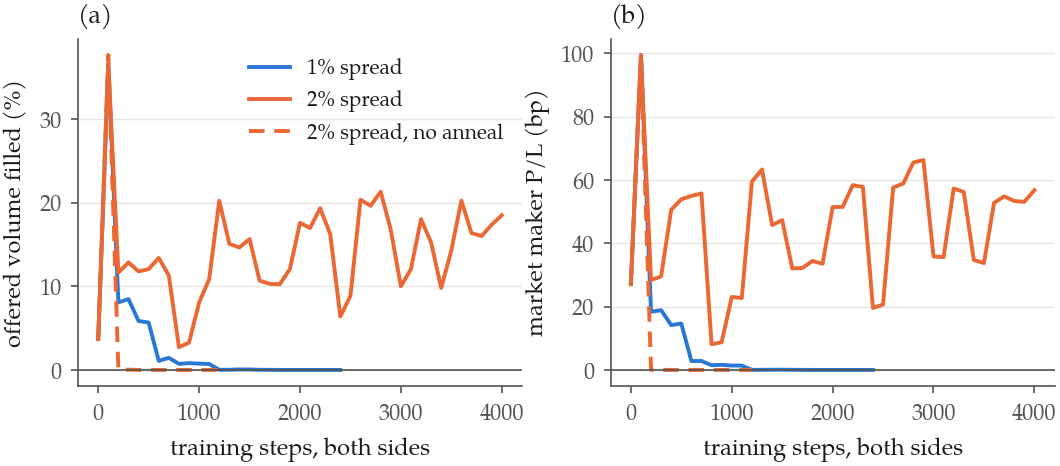 (a)
offered volume filled (%)
30
20
10
0
1% spread
2% spread
2% spread, no anneal
0
1000
2000
3000
4000
training steps, both sides
(b)
market maker P/L (bp)
100
80
60
40
20
0
0
1000
2000
3000
4000
training steps, both sides